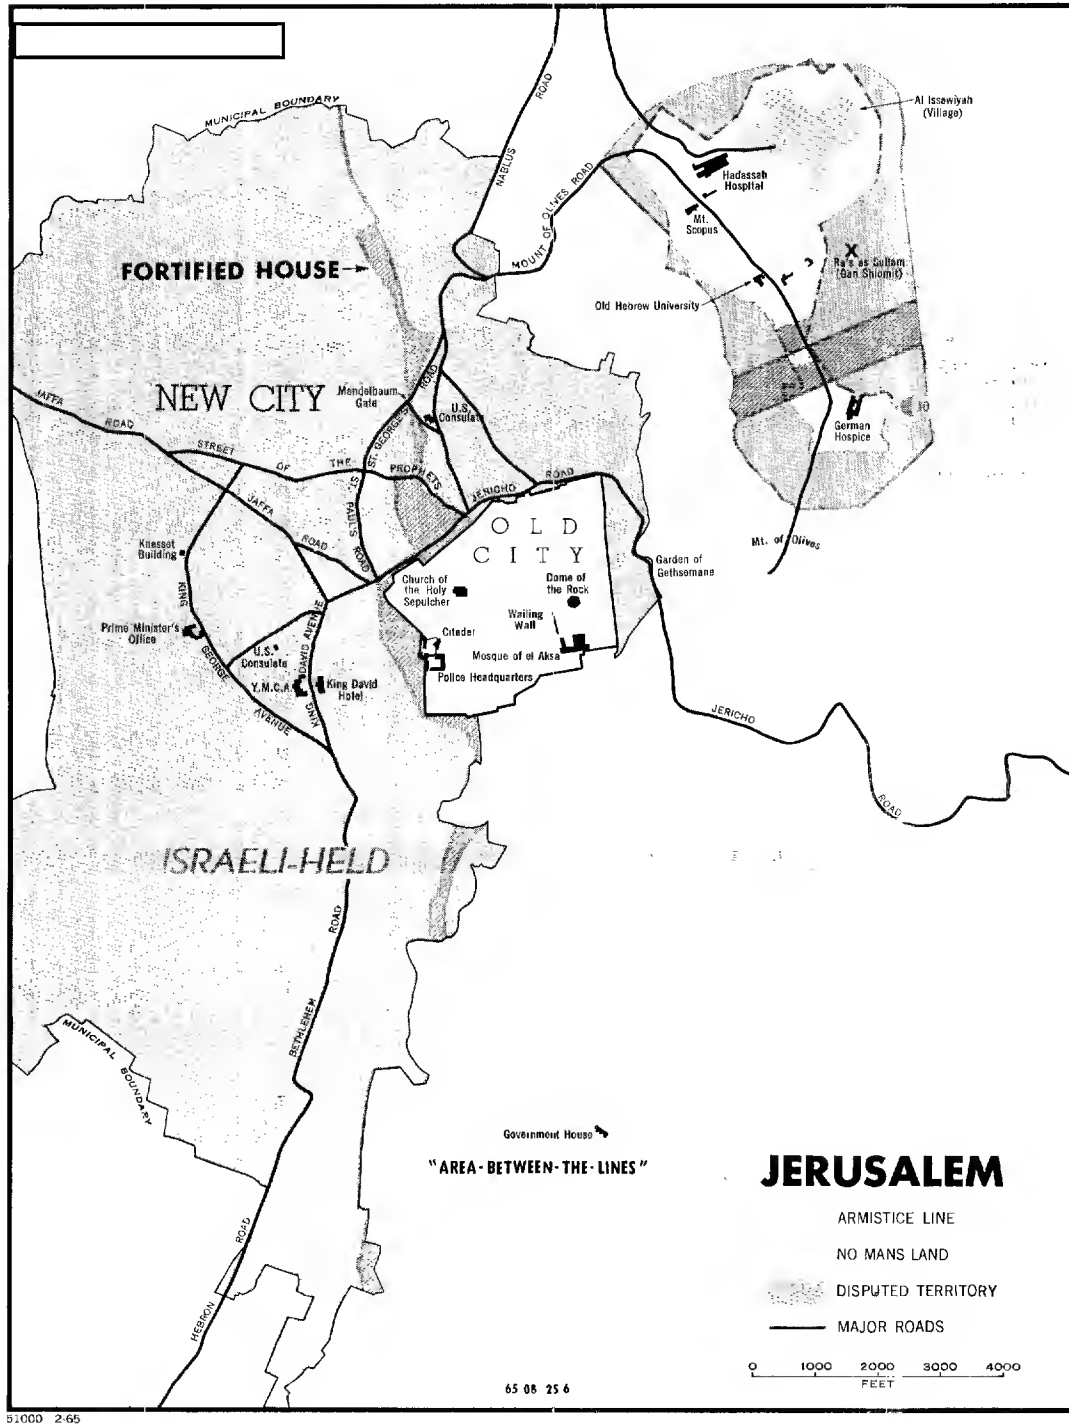 MUNICIPAL BOUNDARY
NABLUS ROAD
MOUNT OF OLIVES ROAD
Al Issawiyah
(Village)
Hadassah
Hospital
Mt.
Scopus
FORTIFIED HOUSE
Ra's as Sullam
(Gan Shlomit)
Old Hebrew University
NEW CITY
Mendelbaum
Gate
ROAD
U.S.
Consulate
JAFFA ROAD
ST. GEORGES
German
Hospice
STREET OF THE PROPHETS
JERICHO ROAD
ST. PAULS ROAD
JAFFA ROAD
OLD
CITY
Mt. of Olives
Knesset
Building
Garden of
Gethsemane
Church of
the Holy
Sepulcher
Dome of
the Rock
KING GEORGE AVENUE
Prime Minister's
Office
Wailing
Wall
Citadel
Mosque of el Aksa
U.S.
Consulate
KING DAVID AVENUE
Police Headquarters
Y.M.C.A.
King David
Hotel
JERICHO ROAD
ISRAELI-HELD
BETHLEHEM ROAD
MUNICIPAL BOUNDARY
Government House
"AREA-BETWEEN-THE-LINES"
HEBRON ROAD
JERUSALEM
ARMISTICE LINE
NO MANS LAND
DISPUTED TERRITORY
MAJOR ROADS
0 1000 2000 3000 4000
FEET
65 08 25 6
51000 2-65